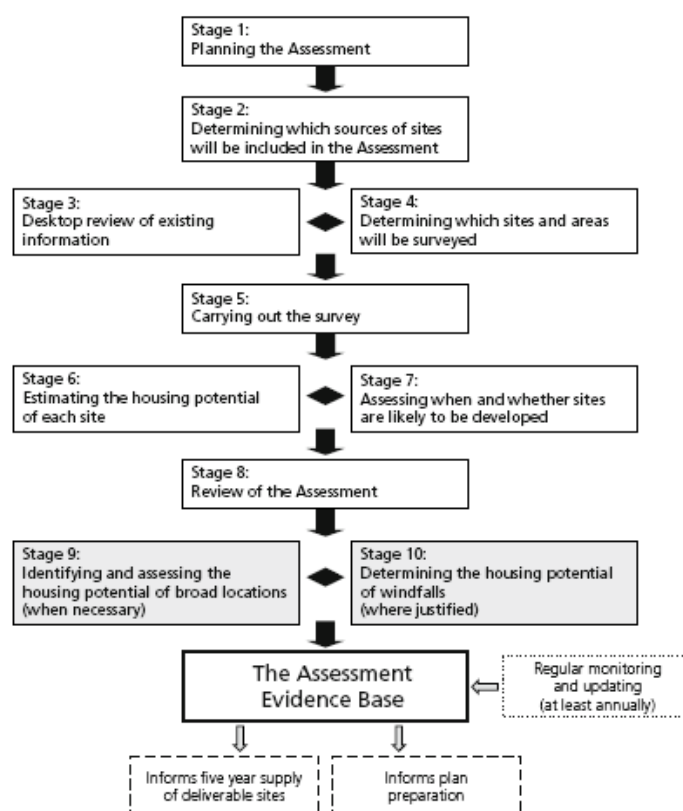 Stage 1:
Planning the Assessment
Stage 2:
Determining which sources of sites
will be included in the Assessment
Stage 3:
Desktop review of existing
information
Stage 4:
Determining which sites and areas
will be surveyed
Stage 5:
Carrying out the survey
Stage 6:
Estimating the housing potential
of each site
Stage 7:
Assessing when and whether sites
are likely to be developed
Stage 8:
Review of the Assessment
Stage 9:
Identifying and assessing the
housing potential of broad locations
(when necessary)
Stage 10:
Determining the housing potential
of windfalls
(where justified)
The Assessment
Evidence Base
Regular monitoring
and updating
(at least annually)
Informs five year supply
of deliverable sites
Informs plan
preparation